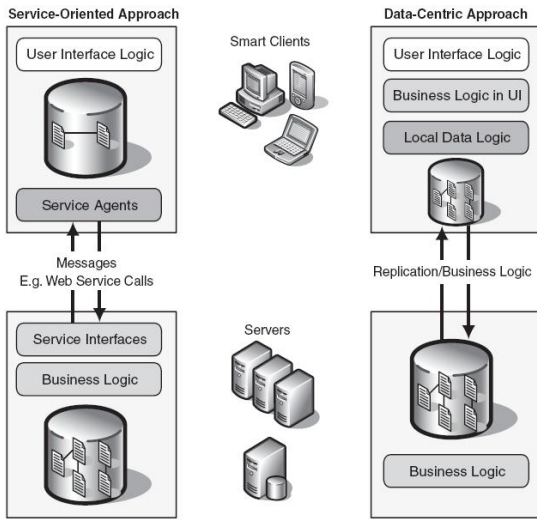 Service-Oriented Approach
User Interface Logic
Service Agents
Messages
E.g. Web Service Calls
Service Interfaces
Business Logic
Smart Clients
Servers
Data-Centric Approach
User Interface Logic
Business Logic in UI
Local Data Logic
Replication/Business Logic
Business Logic